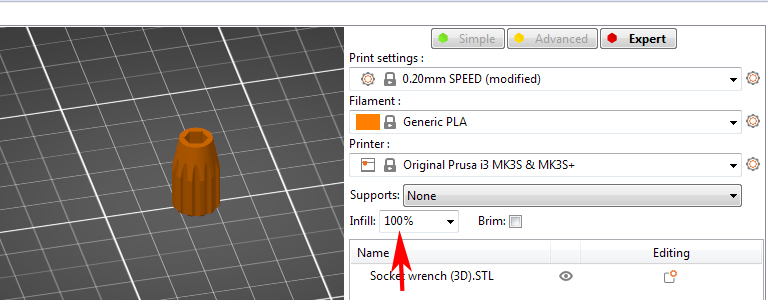 Simple Advanced Expert
Print settings :
0.20mm SPEED (modified)
Filament :
Generic PLA
Printer :
Original Prusa i3 MK3S & MK3S+
Supports: None
Infill: 100% Brim:
Name Editing
Socket wrench (3D).STL